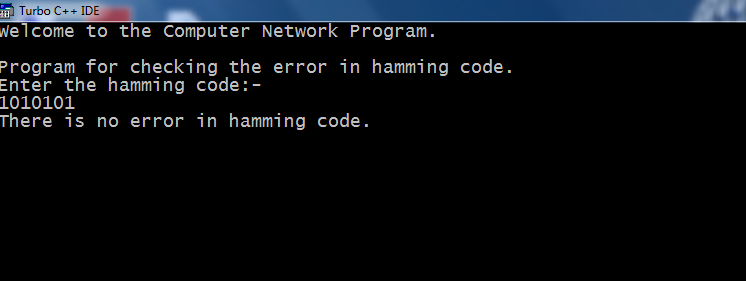 Turbo C++ IDE
Welcome to the Computer Network Program.
Program for checking the error in hamming code.
Enter the hamming code:-
1010101
There is no error in hamming code.